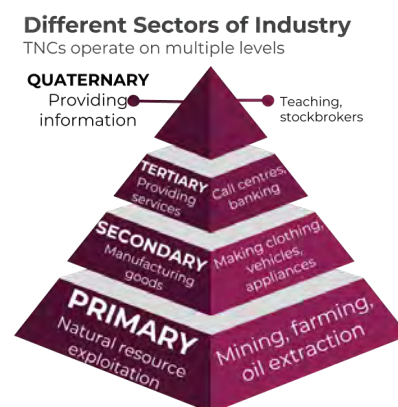 Different Sectors of Industry
TNCs operate on multiple levels
QUATERNARY
Providing
information
Teaching,
stockbrokers
TERTIARY
Providing
services
Call centres,
banking
SECONDARY
Manufacturing
goods
Making clothing,
vehicles,
appliances
PRIMARY
Natural resource
exploitation
Mining, farming,
oil extraction